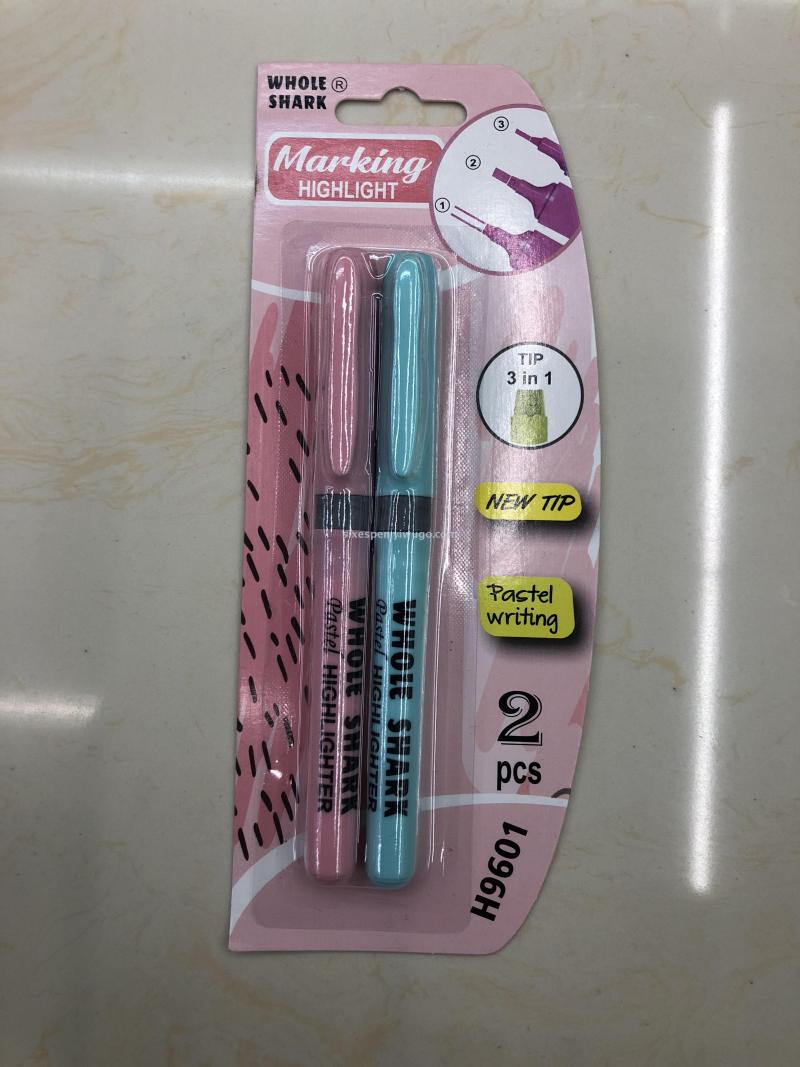 WHOLE ®
SHARK
Marking
HIGHLIGHT
3
2
1
TIP
3 in 1
NEW TIP
Pastel
writing
2
pcs
H9601
WHOLE SHARK
Pastel HIGHLIGHTER
WHOLE SHARK
Pastel HIGHLIGHTER